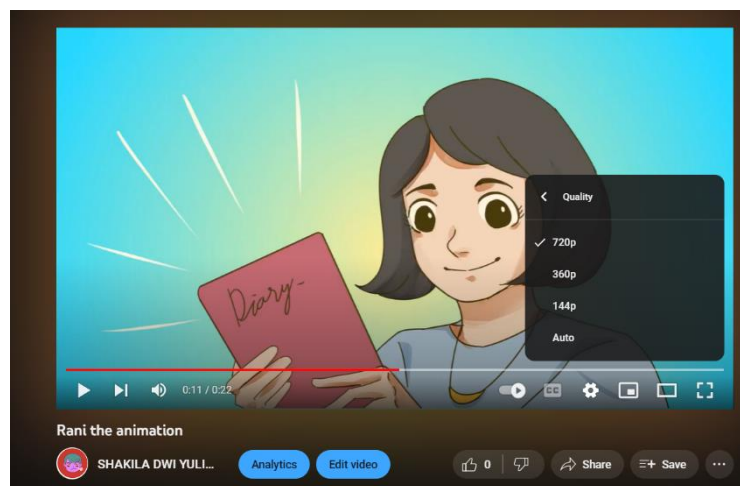 Diary-
Quality
720p
360p
144p
Auto
0:11 / 0:22
CC
Rani the animation
SHAKILA DWI YULI...
Analytics
Edit video
0
Share
Save